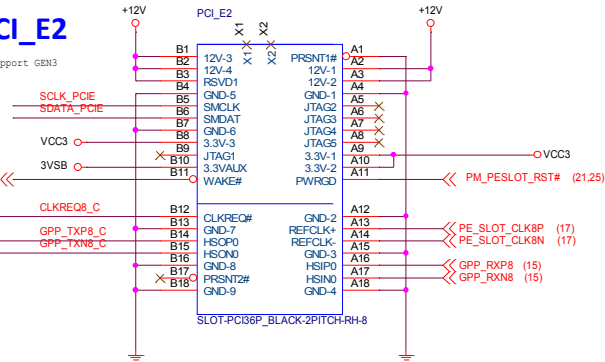 +12V
PCI_E2
+12V
CI_E2
pport GEN3
X1
X2
X1
X2
B1 12V-3 PRSNT1# A1
B2 12V-4 12V-1 A2
B3 RSVD1 12V-2 A3
B4 GND-5 GND-1 A4
SCLK_PCIE B5 SMCLK JTAG2 A5
SDATA_PCIE B6 SMDAT JTAG3 A6
B7 GND-6 JTAG4 A7
VCC3 B8 3.3V-3 JTAG5 A8
B9 JTAG1 3.3V-1 A9 VCC3
3VSB B10 3.3VAUX 3.3V-2 A10
B11 WAKE# PWRGD A11 PM_PESLOT_RST# (21,25)
CLKREQ8_C B12 CLKREQ# GND-2 A12
B13 GND-7 REFCLK+ A13 PE_SLOT_CLK8P (17)
GPP_TXP8_C B14 HSOP0 REFCLK- A14 PE_SLOT_CLK8N (17)
GPP_TXN8_C B15 HSON0 GND-3 A15
B16 GND-8 HSIP0 A16 GPP_RXP8 (15)
B17 PRSNT2# HSIN0 A17 GPP_RXN8 (15)
B18 GND-9 GND-4 A18
SLOT-PCI36P_BLACK-2PITCH-RH-8